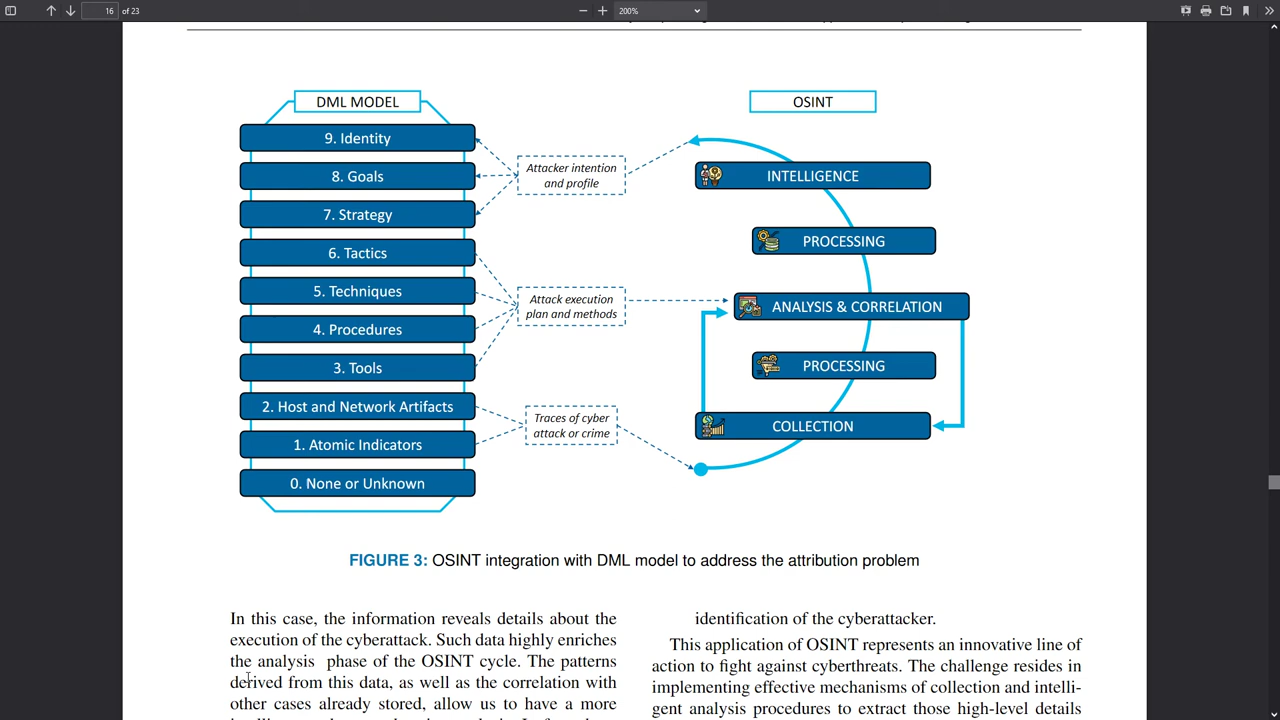 16 of 23
200%
DML MODEL
9. Identity
8. Goals
7. Strategy
6. Tactics
5. Techniques
4. Procedures
3. Tools
2. Host and Network Artifacts
1. Atomic Indicators
0. None or Unknown
Attacker intention
and profile
Attack execution
plan and methods
Traces of cyber
attack or crime
OSINT
INTELLIGENCE
PROCESSING
ANALYSIS & CORRELATION
PROCESSING
COLLECTION
FIGURE 3: OSINT integration with DML model to address the attribution problem
In this case, the information reveals details about the
execution of the cyberattack. Such data highly enriches
the analysis phase of the OSINT cycle. The patterns
derived from this data, as well as the correlation with
other cases already stored, allow us to have a more
identification of the cyberattacker.
This application of OSINT represents an innovative line of
action to fight against cyberthreats. The challenge resides in
implementing effective mechanisms of collection and intelli-
gent analysis procedures to extract those high-level details